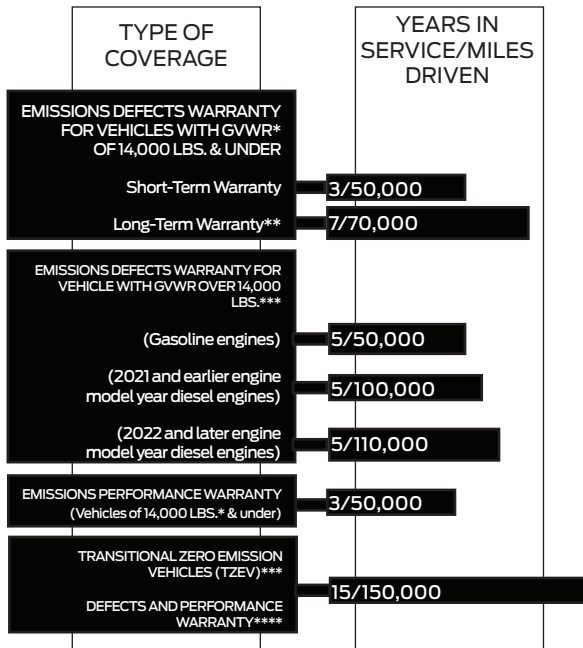 TYPE OF
COVERAGE
YEARS IN
SERVICE/MILES
DRIVEN
EMISSIONS DEFECTS WARRANTY
FOR VEHICLES WITH GVWR*
OF 14,000 LBS. & UNDER
Short-Term Warranty
3/50,000
Long-Term Warranty**
7/70,000
EMISSIONS DEFECTS WARRANTY FOR
VEHICLE WITH GVWR OVER 14,000
LBS.***
(Gasoline engines)
5/50,000
(2021 and earlier engine
model year diesel engines)
5/100,000
(2022 and later engine
model year diesel engines)
5/110,000
EMISSIONS PERFORMANCE WARRANTY
(Vehicles of 14,000 LBS.* & under)
3/50,000
TRANSITIONAL ZERO EMISSION
VEHICLES (TZEV)***
15/150,000
DEFECTS AND PERFORMANCE
WARRANTY****